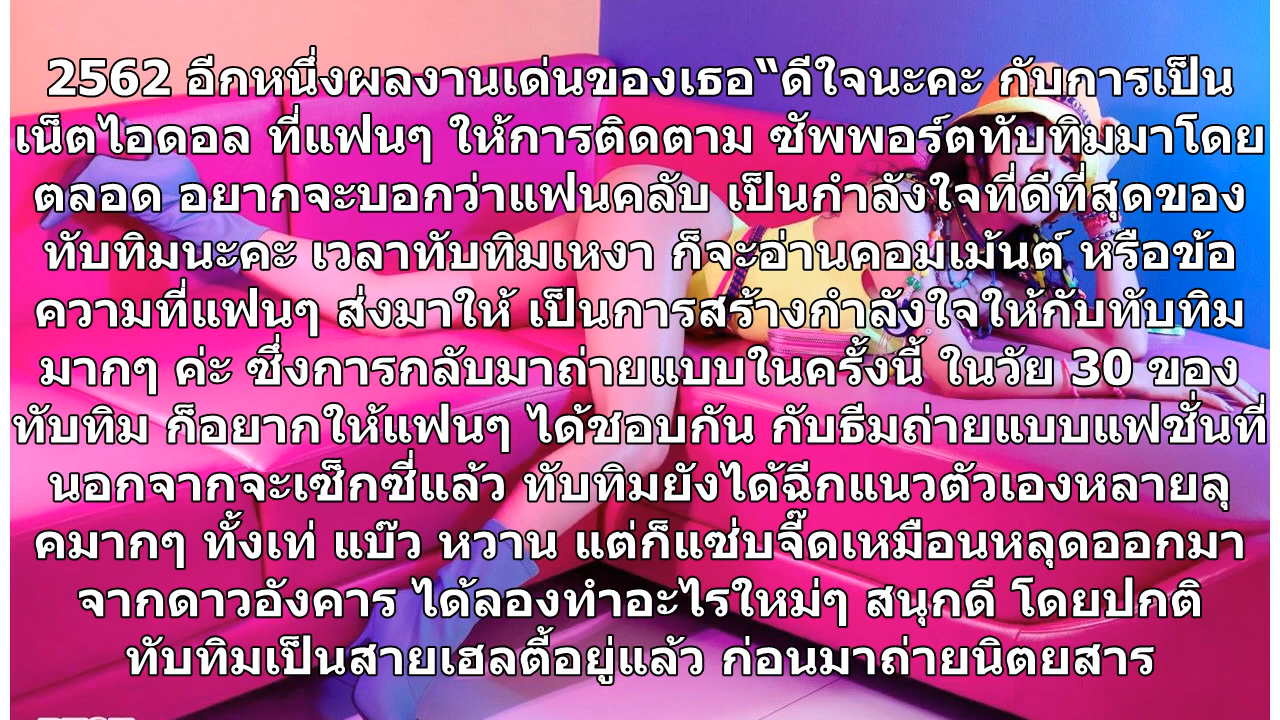 2562 อีกหนึ่งผลงานเด่นของเธอ“ดีใจนะคะ กับการเป็น
เน็ตไอดอล ที่แฟนๆ ให้การติดตาม ซัพพอร์ตทับทิมมาโดย
ตลอด อยากจะบอกว่าแฟนคลับ เป็นกำลังใจที่ดีที่สุดของ
ทับทิมนะคะ เวลาทับทิมเหงา ก็จะอ่านคอมเม้นต์ หรือข้อ
ความที่แฟนๆ ส่งมาให้ เป็นการสร้างกำลังใจให้กับทับทิม
มากๆ ค่ะ ซึ่งการกลับมาถ่ายแบบในครั้งนี้ ในวัย 30 ของ
ทับทิม ก็อยากให้แฟนๆ ได้ชอบกัน กับธีมถ่ายแบบแฟชั่นที่
นอกจากจะเซ็กซี่แล้ว ทับทิมยังได้ฉีกแนวตัวเองหลายลุ
คมากๆ ทั้งเท่ แบ๊ว หวาน แต่ก็แซ่บจี๊ดเหมือนหลุดออกมา
จากดาวอังคาร ได้ลองทำอะไรใหม่ๆ สนุกดี โดยปกติ
ทับทิมเป็นสายเฮลตี้อยู่แล้ว ก่อนมาถ่ายนิตยสาร